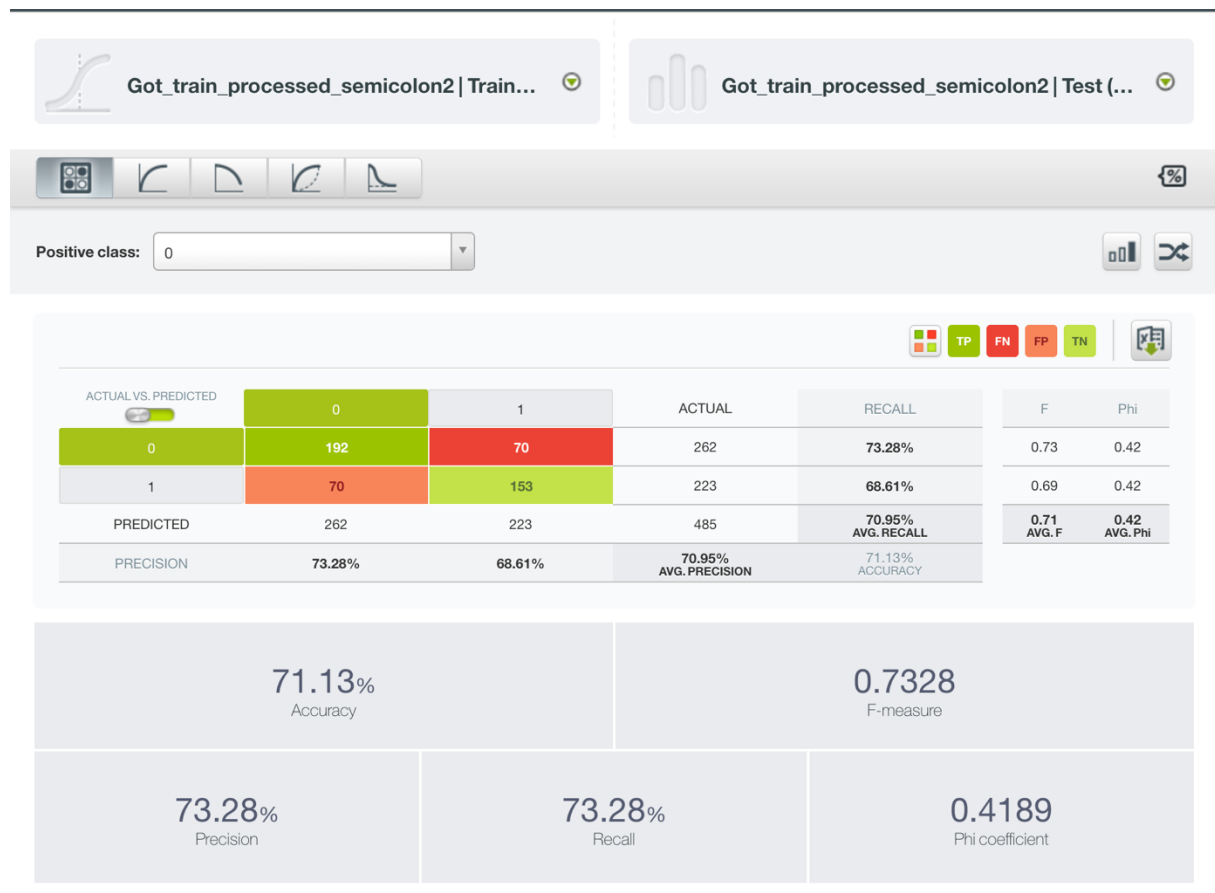 Got_train_processed_semicolon2 | Train... Got_train_processed_semicolon2 | Test (...
Positive class: 0
TP FN FP TN
ACTUAL VS. PREDICTED 0 1 ACTUAL RECALL F Phi
0 192 70 262 73.28% 0.73 0.42
1 70 153 223 68.61% 0.69 0.42
PREDICTED 262 223 485 70.95% AVG. RECALL 0.71 AVG. F 0.42 AVG. Phi
PRECISION 73.28% 68.61% 70.95% AVG. PRECISION 71.13% ACCURACY
71.13% 0.7328
Accuracy F-measure
73.28% 73.28% 0.4189
Precision Recall Phi coefficient